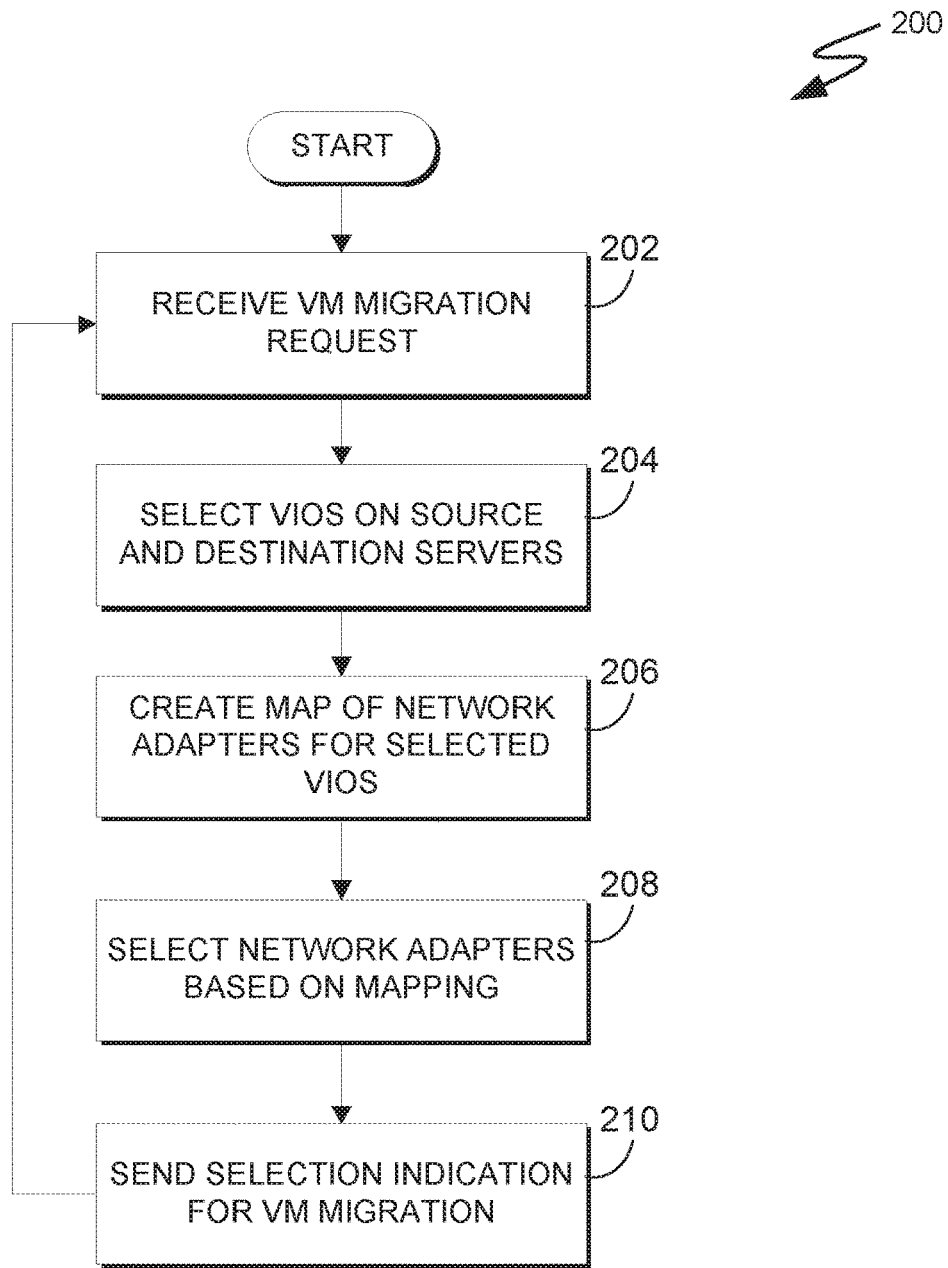 200
START
202
RECEIVE VM MIGRATION
REQUEST
204
SELECT VIOS ON SOURCE
AND DESTINATION SERVERS
206
CREATE MAP OF NETWORK
ADAPTERS FOR SELECTED
VIOS
208
SELECT NETWORK ADAPTERS
BASED ON MAPPING
210
SEND SELECTION INDICATION
FOR VM MIGRATION